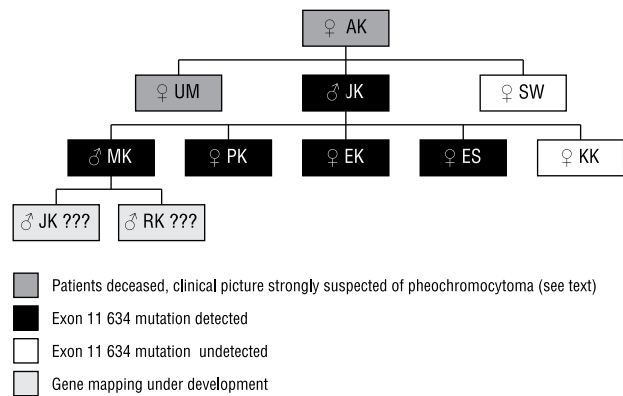 ♀ AK
♀ UM
♂ JK
♀ SW
♂ MK
♀ PK
♀ EK
♀ ES
♀ KK
♂ JK ???
♂ RK ???
Patients deceased, clinical picture strongly suspected of pheochromocytoma (see text)
Exon 11 634 mutation detected
Exon 11 634 mutation undetected
Gene mapping under development